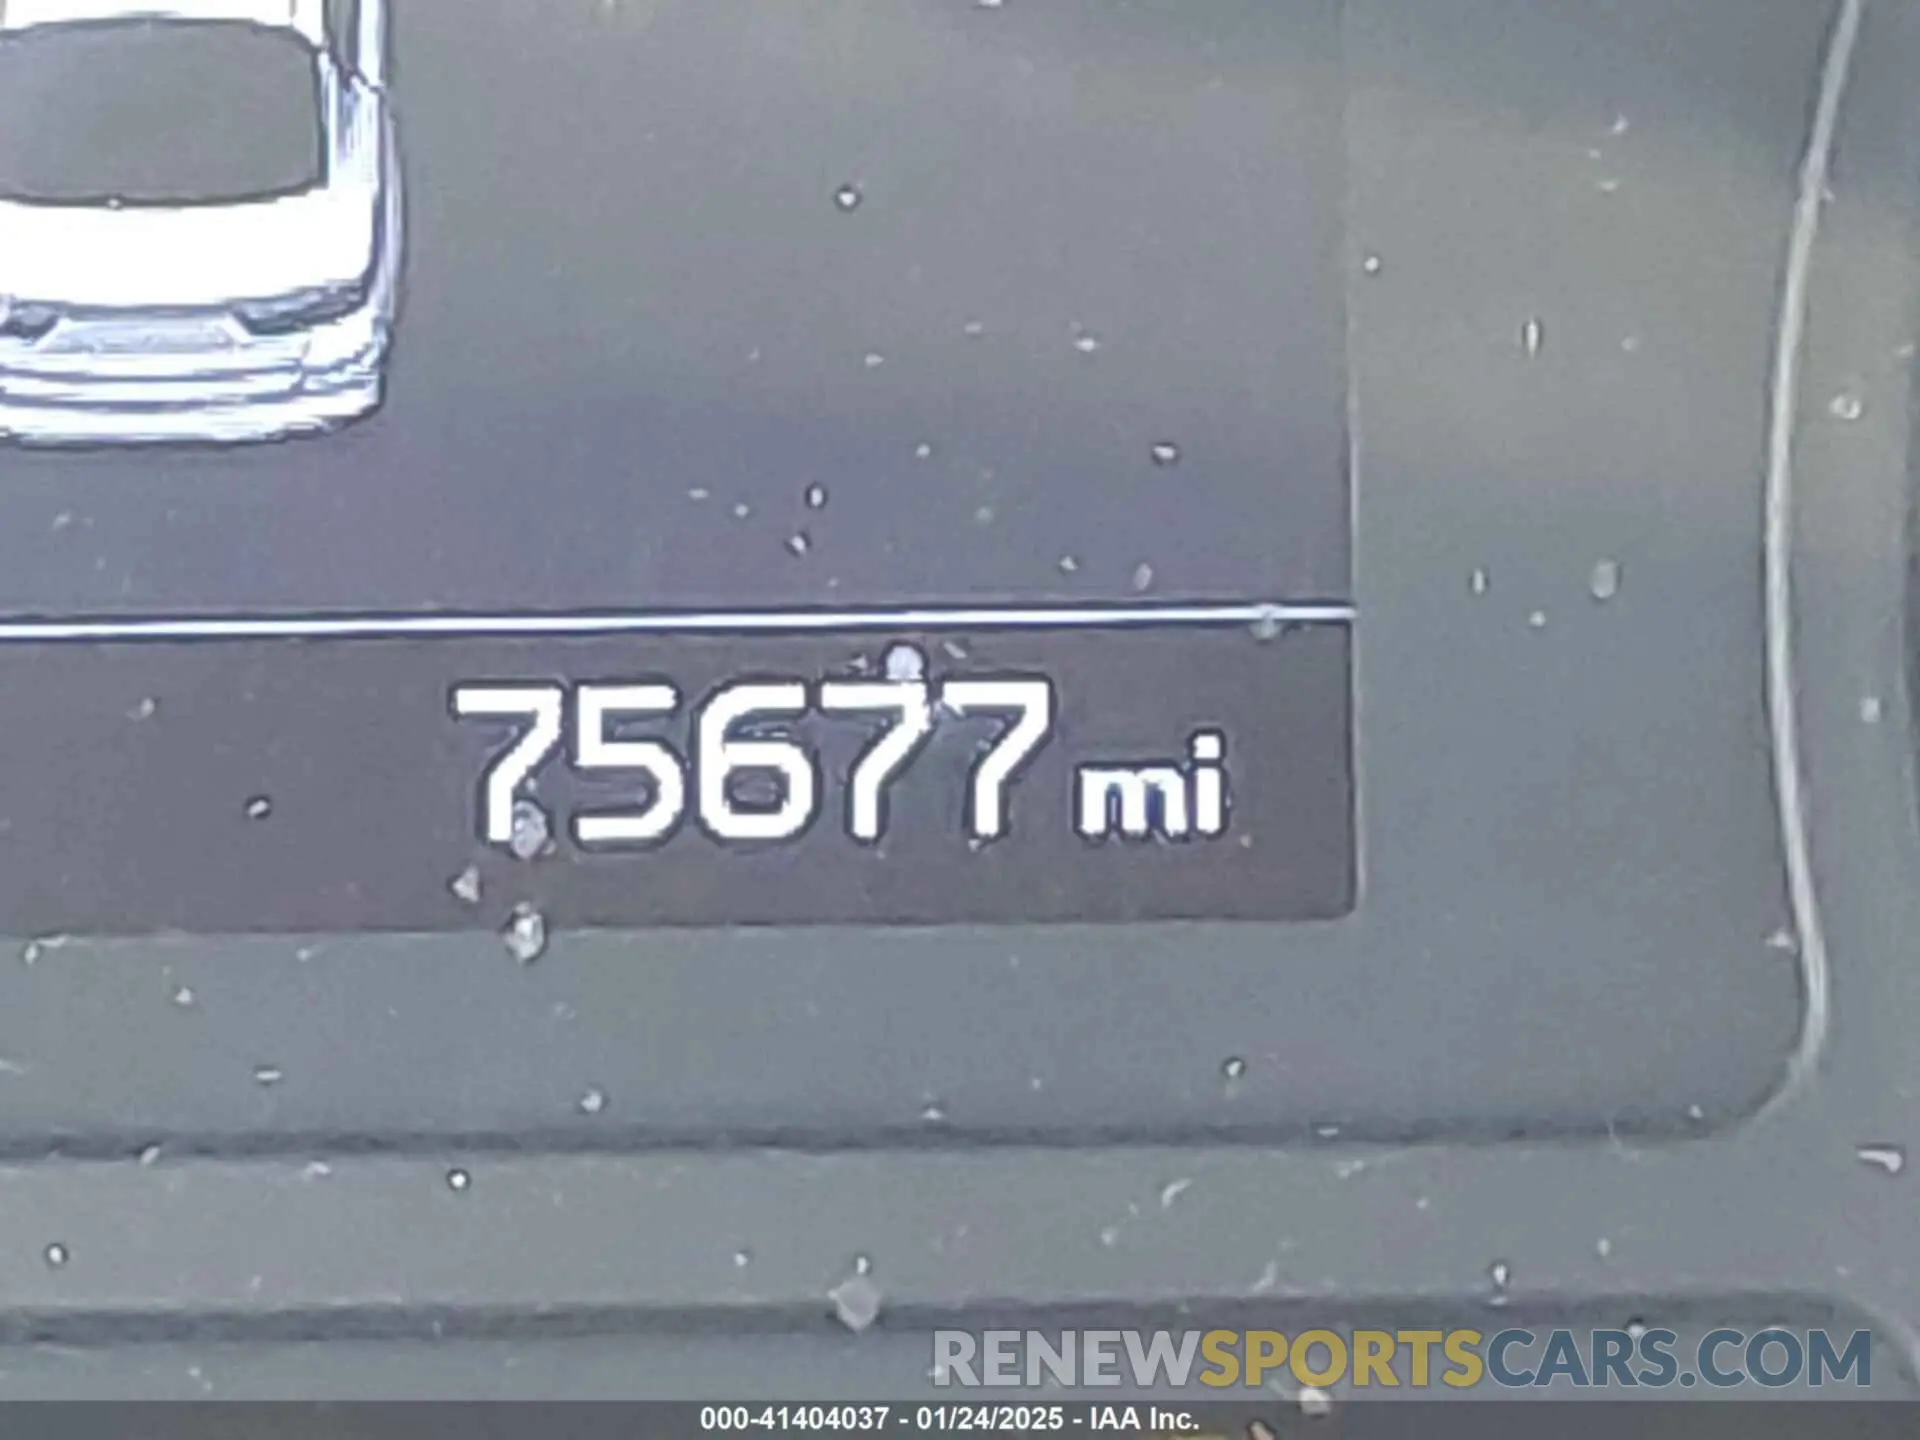 75677 mi
RENEWSPORTSCARS.COM
000-41404037 - 01/24/2025 - IAA Inc.